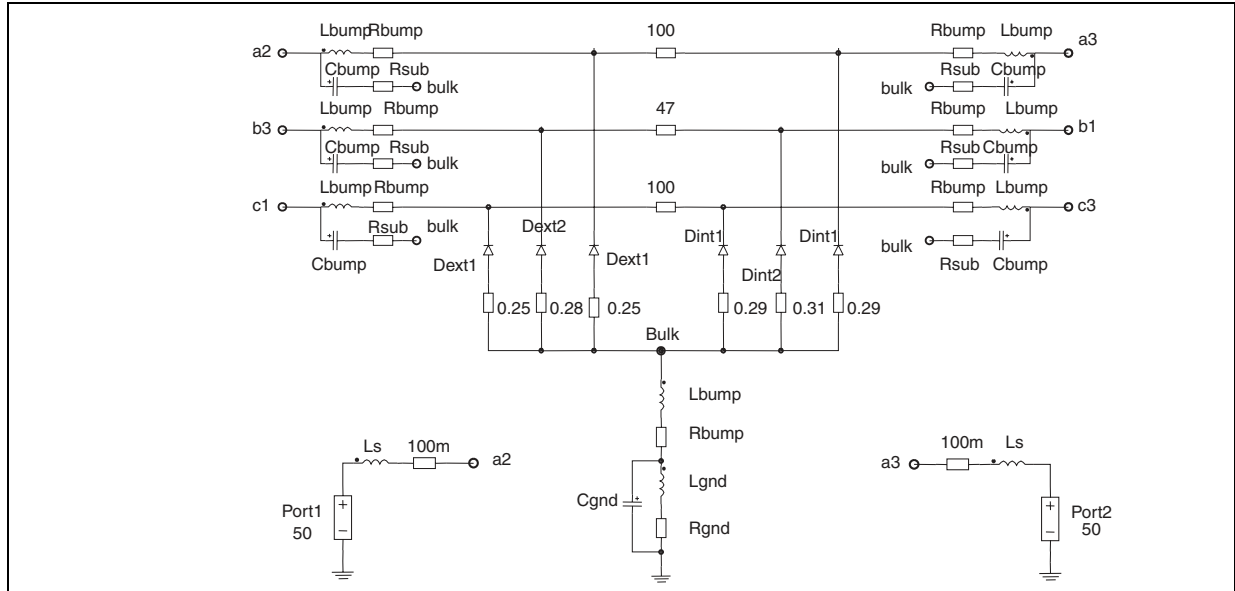 LbumpRbump 100 Rbump Lbump
a2 a3
Cbump Rsub Rsub Cbump
bulk bulk
Lbump Rbump 47 Rbump Lbump
b3 b1
Cbump Rsub Rsub Cbump
bulk bulk
Lbump Rbump 100 Rbump Lbump
c1 c3
Rsub bulk Dext2 Dint1 Dint1 bulk
Cbump Dext1 Dext1 Dint2 Rsub Cbump
0.25 0.28 0.25 0.29 0.31 0.29
Bulk
Lbump
Rbump
Ls 100m a2 a3 100m Ls
Cgnd Lgnd
Port1 + + Port2
50 − Rgnd − 50